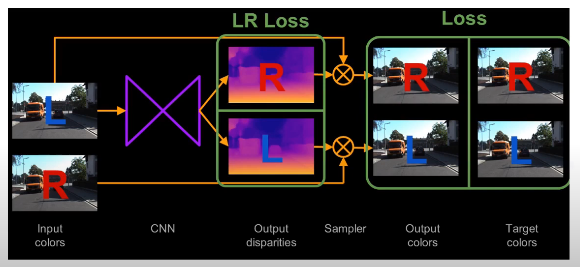 LR Loss
Loss
R
R
R
L
L
L
L
R
Input colors
CNN
Output disparities
Sampler
Output colors
Target colors